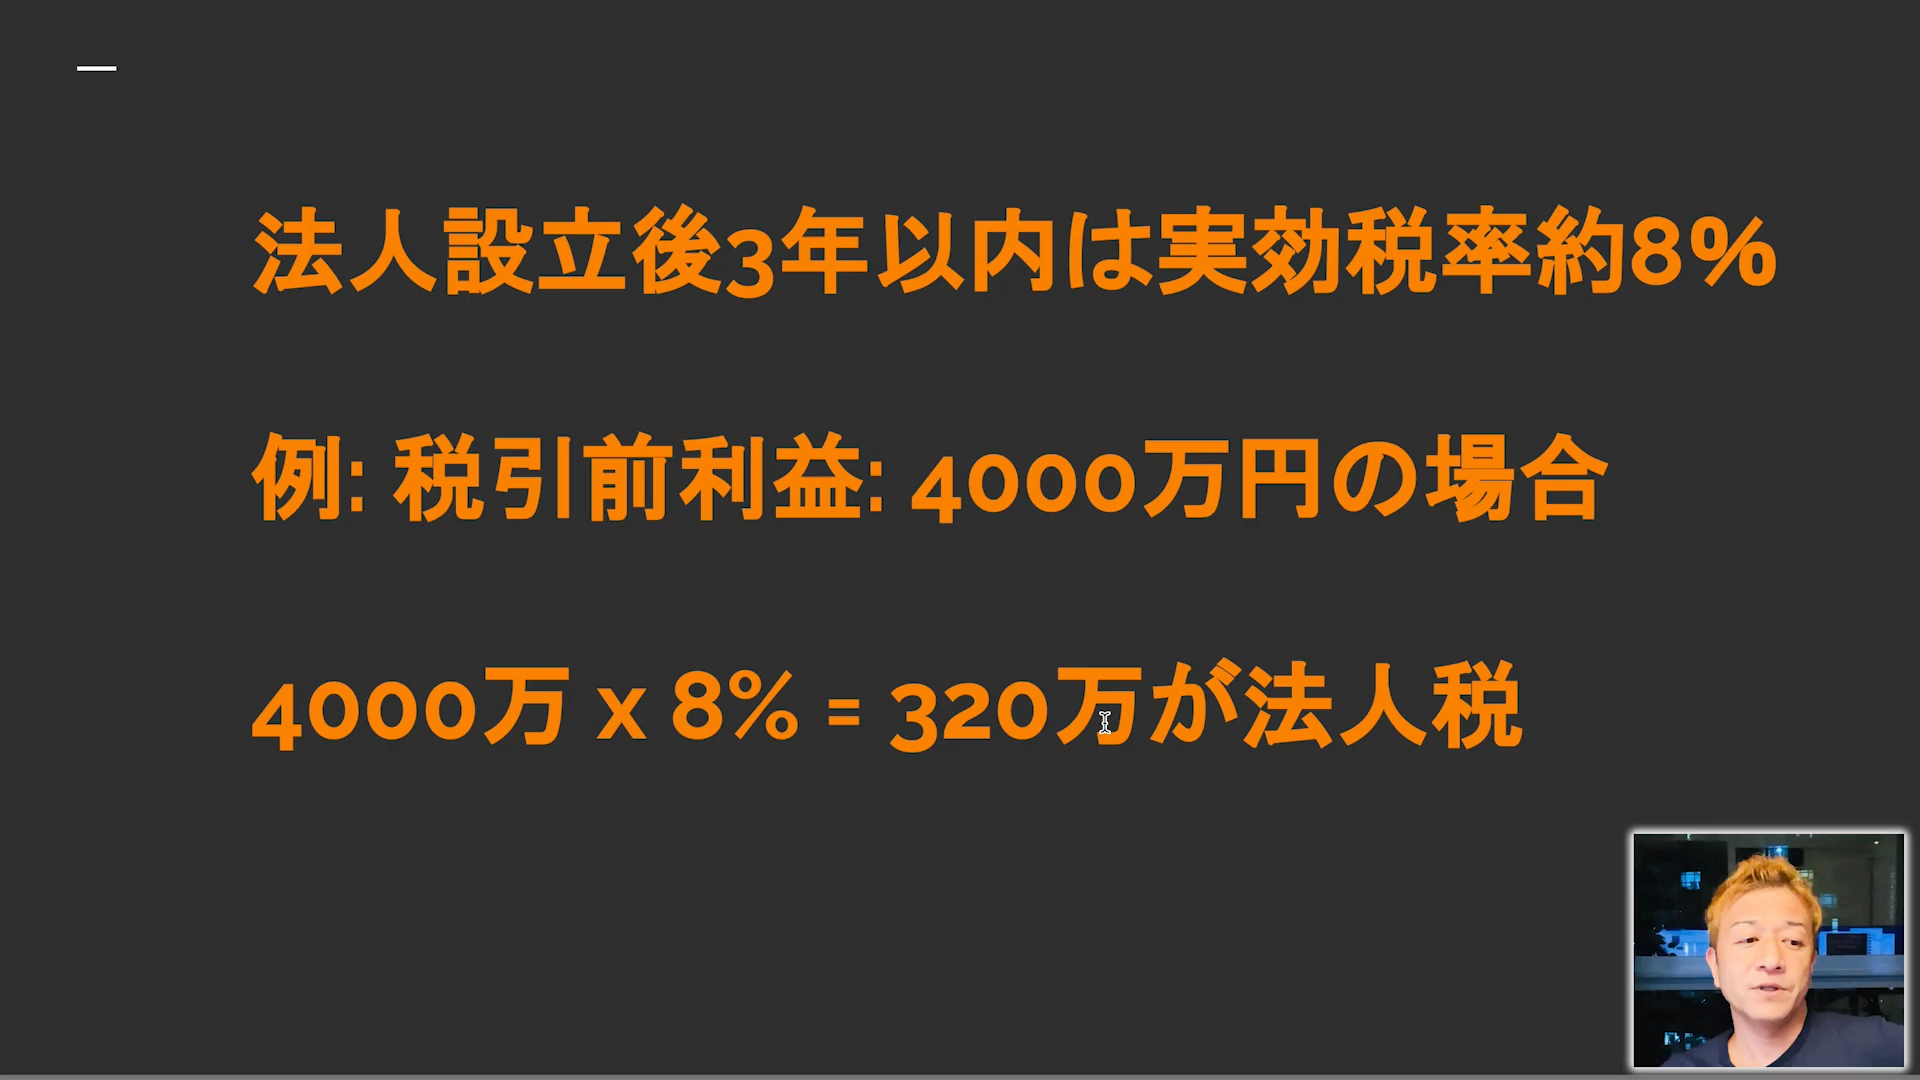 法人設立後3年以内は実効税率約8%
例: 税引前利益: 4000万円の場合
4000万 x 8% = 320万が法人税